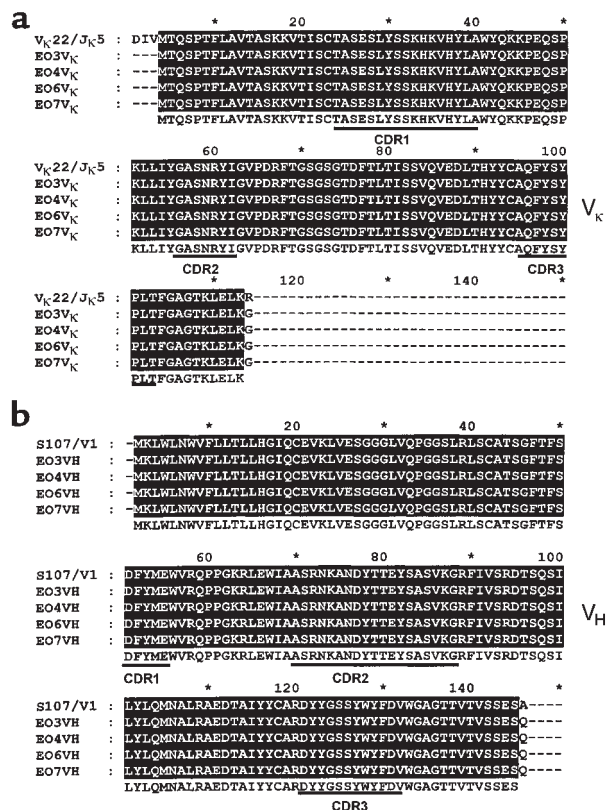 a
* 20 * 40 *
Vκ22/Jκ5 : DIVMTQSPTFLAVTASKKVTISCTASESLYSSKHKVHYLAWYQKKPEQSP
EO3Vκ : ---MTQSPTFLAVTASKKVTISCTASESLYSSKHKVHYLAWYQKKPEQSP
EO4Vκ : ---MTQSPTFLAVTASKKVTISCTASESLYSSKHKVHYLAWYQKKPEQSP
EO6Vκ : ---MTQSPTFLAVTASKKVTISCTASESLYSSKHKVHYLAWYQKKPEQSP
EO7Vκ : ---MTQSPTFLAVTASKKVTISCTASESLYSSKHKVHYLAWYQKKPEQSP
MTQSPTFLAVTASKKVTISCTASESLYSSKHKVHYLAWYQKKPEQSP
CDR1
60 * 80 * 100
Vκ22/Jκ5 : KLLIYGASNRYIGVPDRFTGSGSGTDFTLTISSVQVEDLTHYYCAQFYSY
EO3Vκ : KLLIYGASNRYIGVPDRFTGSGSGTDFTLTISSVQVEDLTHYYCAQFYSY
EO4Vκ : KLLIYGASNRYIGVPDRFTGSGSGTDFTLTISSVQVEDLTHYYCAQFYSY
EO6Vκ : KLLIYGASNRYIGVPDRFTGSGSGTDFTLTISSVQVEDLTHYYCAQFYSY
EO7Vκ : KLLIYGASNRYIGVPDRFTGSGSGTDFTLTISSVQVEDLTHYYCAQFYSY
KLLIYGASNRYIGVPDRFTGSGSGTDFTLTISSVQVEDLTHYYCAQFYSY
Vκ
CDR2 CDR3
* 120 * 140 *
Vκ22/Jκ5 : PLTFGAGTKLELKR------------------------------------
EO3Vκ : PLTFGAGTKLELKG------------------------------------
EO4Vκ : PLTFGAGTKLELKG------------------------------------
EO6Vκ : PLTFGAGTKLELKG------------------------------------
EO7Vκ : PLTFGAGTKLELKG------------------------------------
PLTFGAGTKLELK
b
* 20 * 40 *
S107/V1 : -MKLWLNWVFLLTLLHGIQCEVKLVESGGGLVQPGGSLRLSCATSGFTFS
EO3VH : -MKLWLNWVFLLTLLHGIQCEVKLVESGGGLVQPGGSLRLSCATSGFTFS
EO4VH : -MKLWLNWVFLLTLLHGIQCEVKLVESGGGLVQPGGSLRLSCATSGFTFS
EO6VH : -MKLWLNWVFLLTLLHGIQCEVKLVESGGGLVQPGGSLRLSCATSGFTFS
EO7VH : -MKLWLNWVFLLTLLHGIQCEVKLVESGGGLVQPGGSLRLSCATSGFTFS
MKLWLNWVFLLTLLHGIQCEVKLVESGGGLVQPGGSLRLSCATSGFTFS
60 * 80 * 100
S107/V1 : DFYMEWVRQPPGKRLEWIAASRNKANDYTTEYSASVKGRFIVSRDTSQSI
EO3VH : DFYMEWVRQPPGKRLEWIAASRNKANDYTTEYSASVKGRFIVSRDTSQSI
EO4VH : DFYMEWVRQPPGKRLEWIAASRNKANDYTTEYSASVKGRFIVSRDTSQSI
EO6VH : DFYMEWVRQPPGKRLEWIAASRNKANDYTTEYSASVKGRFIVSRDTSQSI
EO7VH : DFYMEWVRQPPGKRLEWIAASRNKANDYTTEYSASVKGRFIVSRDTSQSI
DFYMEWVRQPPGKRLEWIAASRNKANDYTTEYSASVKGRFIVSRDTSQSI
VH
CDR1 CDR2
* 120 * 140 *
S107/V1 : LYLQMNALRAEDTAIYYCARDYYGSSYWYFDVWGAGTTVTVSSESA----
EO3VH : LYLQMNALRAEDTAIYYCARDYYGSSYWYFDVWGAGTTVTVSSESQ----
EO4VH : LYLQMNALRAEDTAIYYCARDYYGSSYWYFDVWGAGTTVTVSSESQ----
EO6VH : LYLQMNALRAEDTAIYYCARDYYGSSYWYFDVWGAGTTVTVSSESQ----
EO7VH : LYLQMNALRAEDTAIYYCARDYYGSSYWYFDVWGAGTTVTVSSESQ----
LYLQMNALRAEDTAIYYCARDYYGSSYWYFDVWGAGTTVTVSSES
CDR3